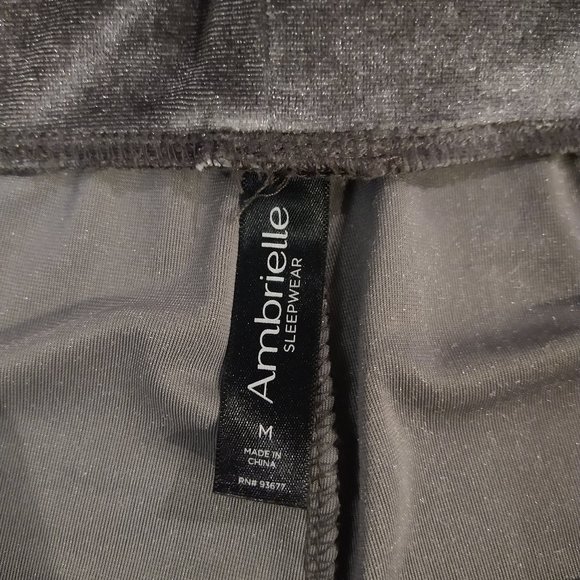 Ambrielle
SLEEPWEAR
M
MADE IN
CHINA
RN# 93677